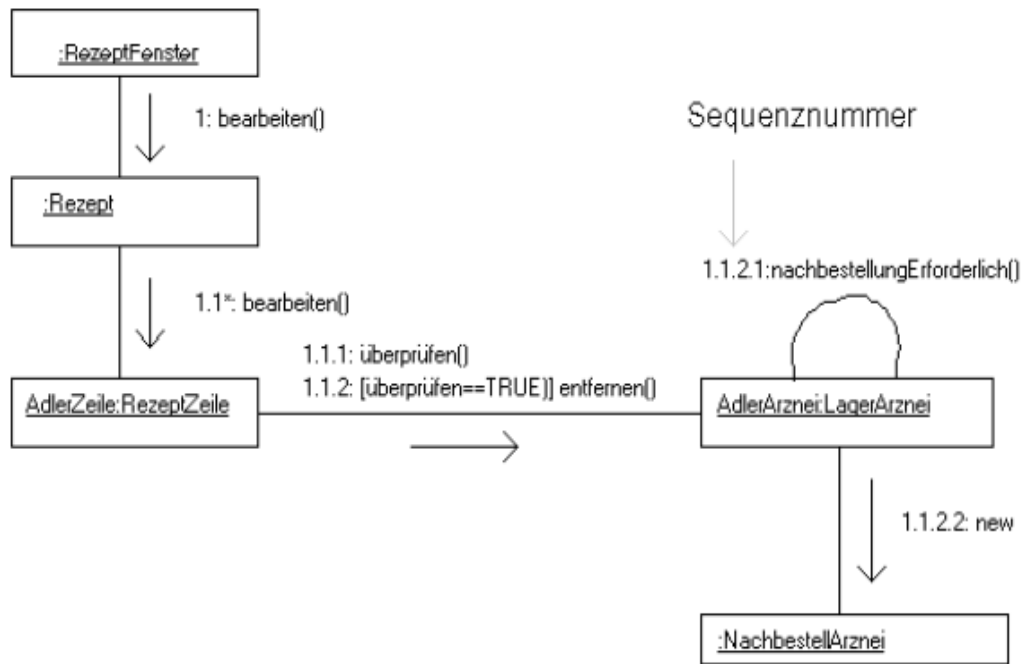 :RezeptFenster
1: bearbeiten()
Sequenznummer
:Rezept
1.1.2.1:nachbestellungErforderlich()
1.1*: bearbeiten()
1.1.1: überprüfen()
1.1.2: [überprüfen==TRUE)] entfernen()
AdlerZeile:RezeptZeile
AdlerArznei:LagerArznei
1.1.2.2: new
:NachbestellArznei